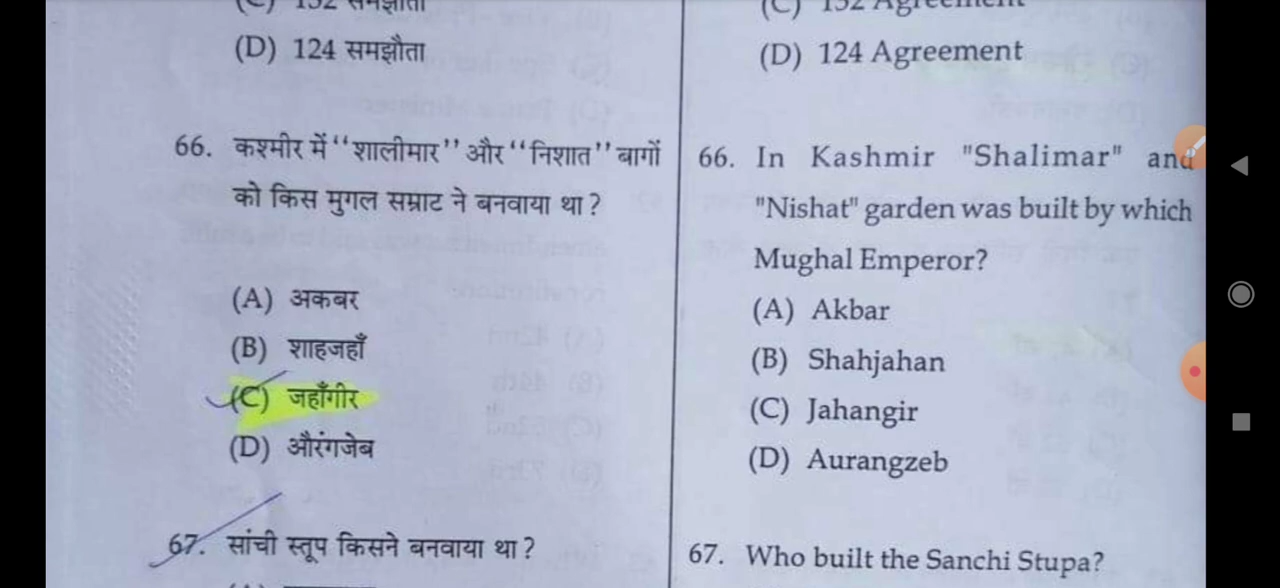 (D) 124 समझौता
66. कश्मीर में "शालीमार" और "निशात" बागों
को किस मुगल सम्राट ने बनवाया था?
(A) अकबर
(B) शाहजहाँ
(C) जहाँगीर
(D) औरंगजेब
67. सांची स्तूप किसने बनवाया था?
(C) 132 Agreement
(D) 124 Agreement
66. In Kashmir "Shalimar" and
"Nishat" garden was built by which
Mughal Emperor?
(A) Akbar
(B) Shahjahan
(C) Jahangir
(D) Aurangzeb
67. Who built the Sanchi Stupa?